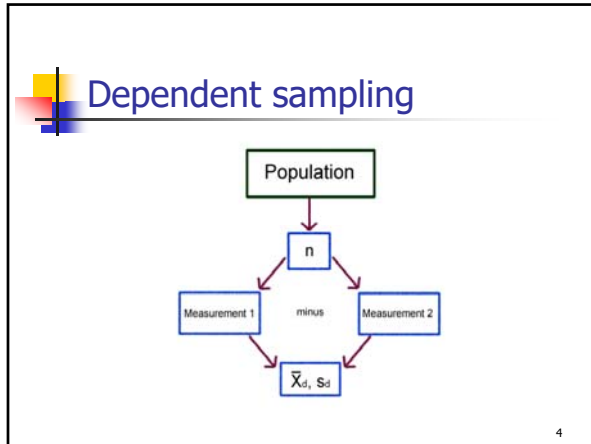 Dependent sampling
Population
n
Measurement 1 minus Measurement 2
X̄d, sd
4